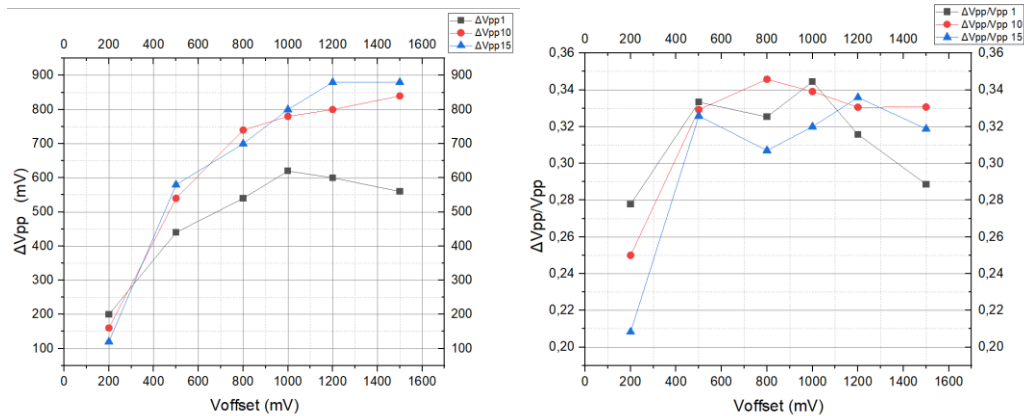 ΔVpp1
ΔVpp10
ΔVpp15
0 200 400 600 800 1000 1200 1400 1600
900 900
800 800
700 700
600 600
500 500
400 400
300 300
200 200
100 100
ΔVpp (mV)
0 200 400 600 800 1000 1200 1400 1600
Voffset (mV)
ΔVpp/Vpp 1
ΔVpp/Vpp 10
ΔVpp/Vpp 15
0 200 400 600 800 1000 1200 1400 1600
0,36 0,36
0,34 0,34
0,32 0,32
0,30 0,30
0,28 0,28
0,26 0,26
0,24 0,24
0,22 0,22
0,20 0,20
ΔVpp/Vpp
0 200 400 600 800 1000 1200 1400 1600
Voffset (mV)